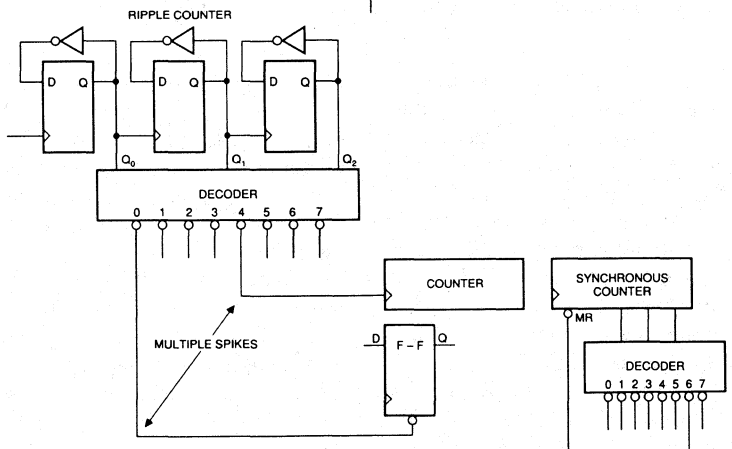 RIPPLE COUNTER
D Q D Q D Q
Q0 Q1 Q2
DECODER
0 1 2 3 4 5 6 7
COUNTER
MULTIPLE SPIKES
D F – F Q
SYNCHRONOUS
COUNTER
MR
DECODER
0 1 2 3 4 5 6 7